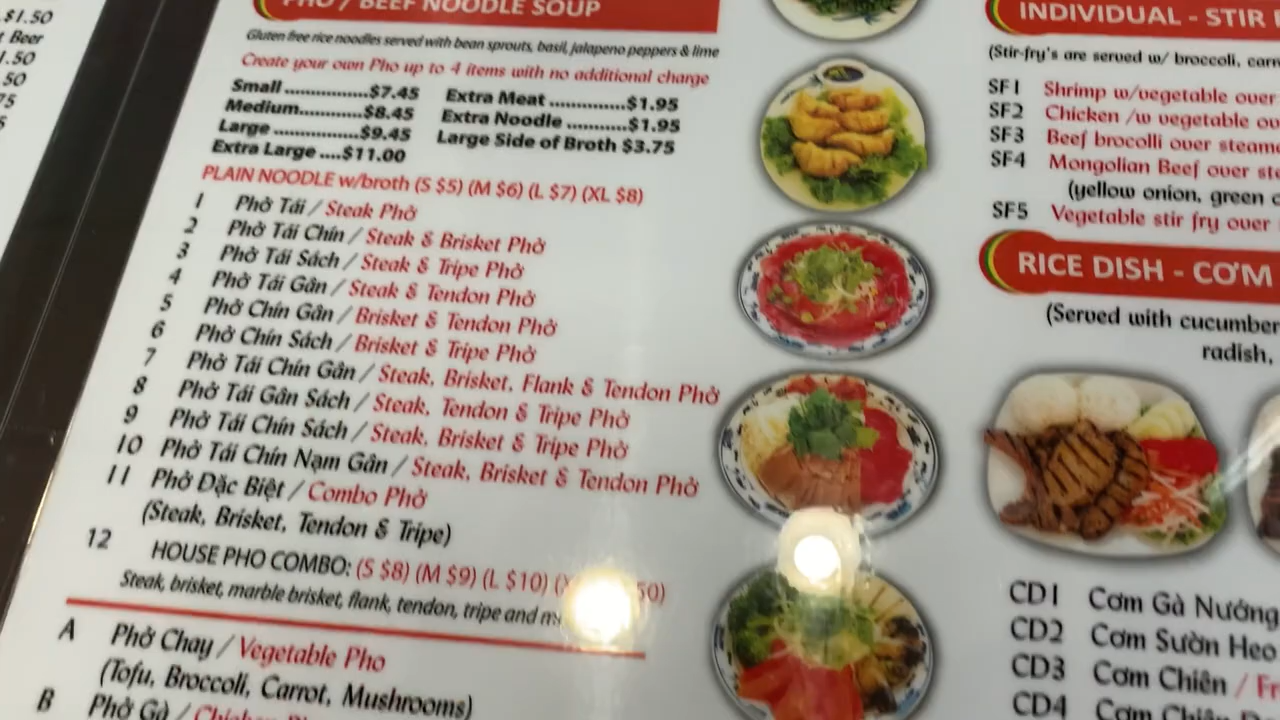 $1.50
Beer
1.50
.50
PHO / BEEF NOODLE SOUP
Gluten free rice noodles served with bean sprouts, basil, jalapeno peppers & lime
Create your own Pho up to 4 items with no additional charge
Small ..................$7.45
Medium.............$8.45
Large .................$9.45
Extra Large ....$11.00
Extra Meat ..............$1.95
Extra Noodle ...........$1.95
Large Side of Broth $3.75
PLAIN NOODLE w/broth (S $5) (M $6) (L $7) (XL $8)
1 Phở Tái / Steak Phở
2 Phở Tái Chín / Steak & Brisket Phở
3 Phở Tái Sách / Steak & Tripe Phở
4 Phở Tái Gân / Steak & Tendon Phở
5 Phở Chín Gân / Brisket & Tendon Phở
6 Phở Chín Sách / Brisket & Tripe Phở
7 Phở Tái Chín Gân / Steak, Brisket, Flank & Tendon Phở
8 Phở Tái Gân Sách / Steak, Tendon & Tripe Phở
9 Phở Tái Chín Sách / Steak, Brisket & Tripe Phở
10 Phở Tái Chín Nạm Gân / Steak, Brisket & Tendon Phở
11 Phở Đặc Biệt / Combo Phở
(Steak, Brisket, Tendon & Tripe)
12 HOUSE PHO COMBO: (S $8) (M $9) (L $10)
Steak, brisket, marble brisket, flank, tendon, tripe and
A Phở Chay / Vegetable Pho
(Tofu, Broccoli, Carrot, Mushrooms)
B Phở Gà /
INDIVIDUAL - STIR
(Stir-fry's are served w/ broccoli,
SF1 Shrimp w/vegetable over
SF2 Chicken /w vegetable
SF3 Beef brocolli over
SF4 Mongolian Beef over
(yellow onion, green
SF5 Vegetable stir fry over
RICE DISH - CƠM
(Served with cucumber
radish,
CD1 Cơm Gà Nướng
CD2 Cơm Sườn Heo
CD3 Cơm Chiên /
CD4 Cơm Chiên